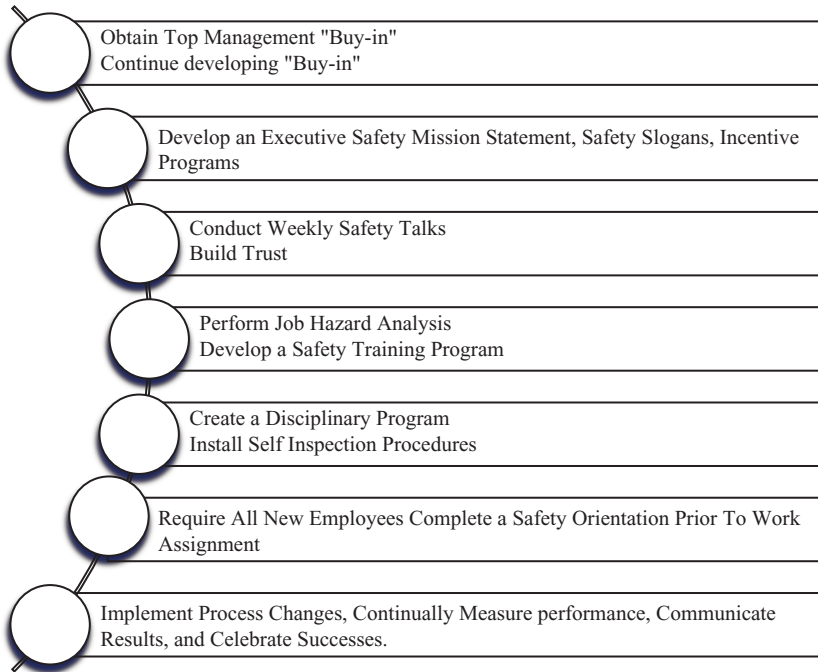 Obtain Top Management "Buy-in"
Continue developing "Buy-in"
Develop an Executive Safety Mission Statement, Safety Slogans, Incentive
Programs
Conduct Weekly Safety Talks
Build Trust
Perform Job Hazard Analysis
Develop a Safety Training Program
Create a Disciplinary Program
Install Self Inspection Procedures
Require All New Employees Complete a Safety Orientation Prior To Work
Assignment
Implement Process Changes, Continually Measure performance, Communicate
Results, and Celebrate Successes.